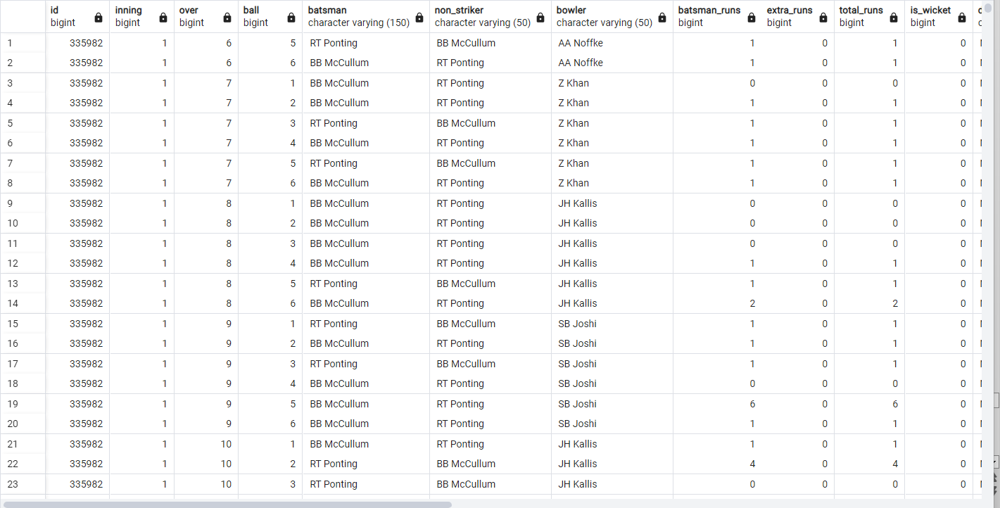 id inning over ball batsman non_striker bowler batsman_runs extra_runs total_runs is_wicket
bigint bigint bigint bigint character varying (150) character varying (50) character varying (50) bigint bigint bigint bigint
1 335982 1 6 5 RT Ponting BB McCullum AA Noffke 1 0 1 0
2 335982 1 6 6 BB McCullum RT Ponting AA Noffke 1 0 1 0
3 335982 1 7 1 BB McCullum RT Ponting Z Khan 0 0 0 0
4 335982 1 7 2 BB McCullum RT Ponting Z Khan 1 0 1 0
5 335982 1 7 3 RT Ponting BB McCullum Z Khan 1 0 1 0
6 335982 1 7 4 BB McCullum RT Ponting Z Khan 1 0 1 0
7 335982 1 7 5 RT Ponting BB McCullum Z Khan 1 0 1 0
8 335982 1 7 6 BB McCullum RT Ponting Z Khan 1 0 1 0
9 335982 1 8 1 BB McCullum RT Ponting JH Kallis 0 0 0 0
10 335982 1 8 2 BB McCullum RT Ponting JH Kallis 0 0 0 0
11 335982 1 8 3 BB McCullum RT Ponting JH Kallis 0 0 0 0
12 335982 1 8 4 BB McCullum RT Ponting JH Kallis 1 0 1 0
13 335982 1 8 5 RT Ponting BB McCullum JH Kallis 1 0 1 0
14 335982 1 8 6 BB McCullum RT Ponting JH Kallis 2 0 2 0
15 335982 1 9 1 RT Ponting BB McCullum SB Joshi 1 0 1 0
16 335982 1 9 2 BB McCullum RT Ponting SB Joshi 1 0 1 0
17 335982 1 9 3 RT Ponting BB McCullum SB Joshi 1 0 1 0
18 335982 1 9 4 BB McCullum RT Ponting SB Joshi 0 0 0 0
19 335982 1 9 5 BB McCullum RT Ponting SB Joshi 6 0 6 0
20 335982 1 9 6 BB McCullum RT Ponting SB Joshi 1 0 1 0
21 335982 1 10 1 BB McCullum RT Ponting JH Kallis 1 0 1 0
22 335982 1 10 2 RT Ponting BB McCullum JH Kallis 4 0 4 0
23 335982 1 10 3 RT Ponting BB McCullum JH Kallis 0 0 0 0